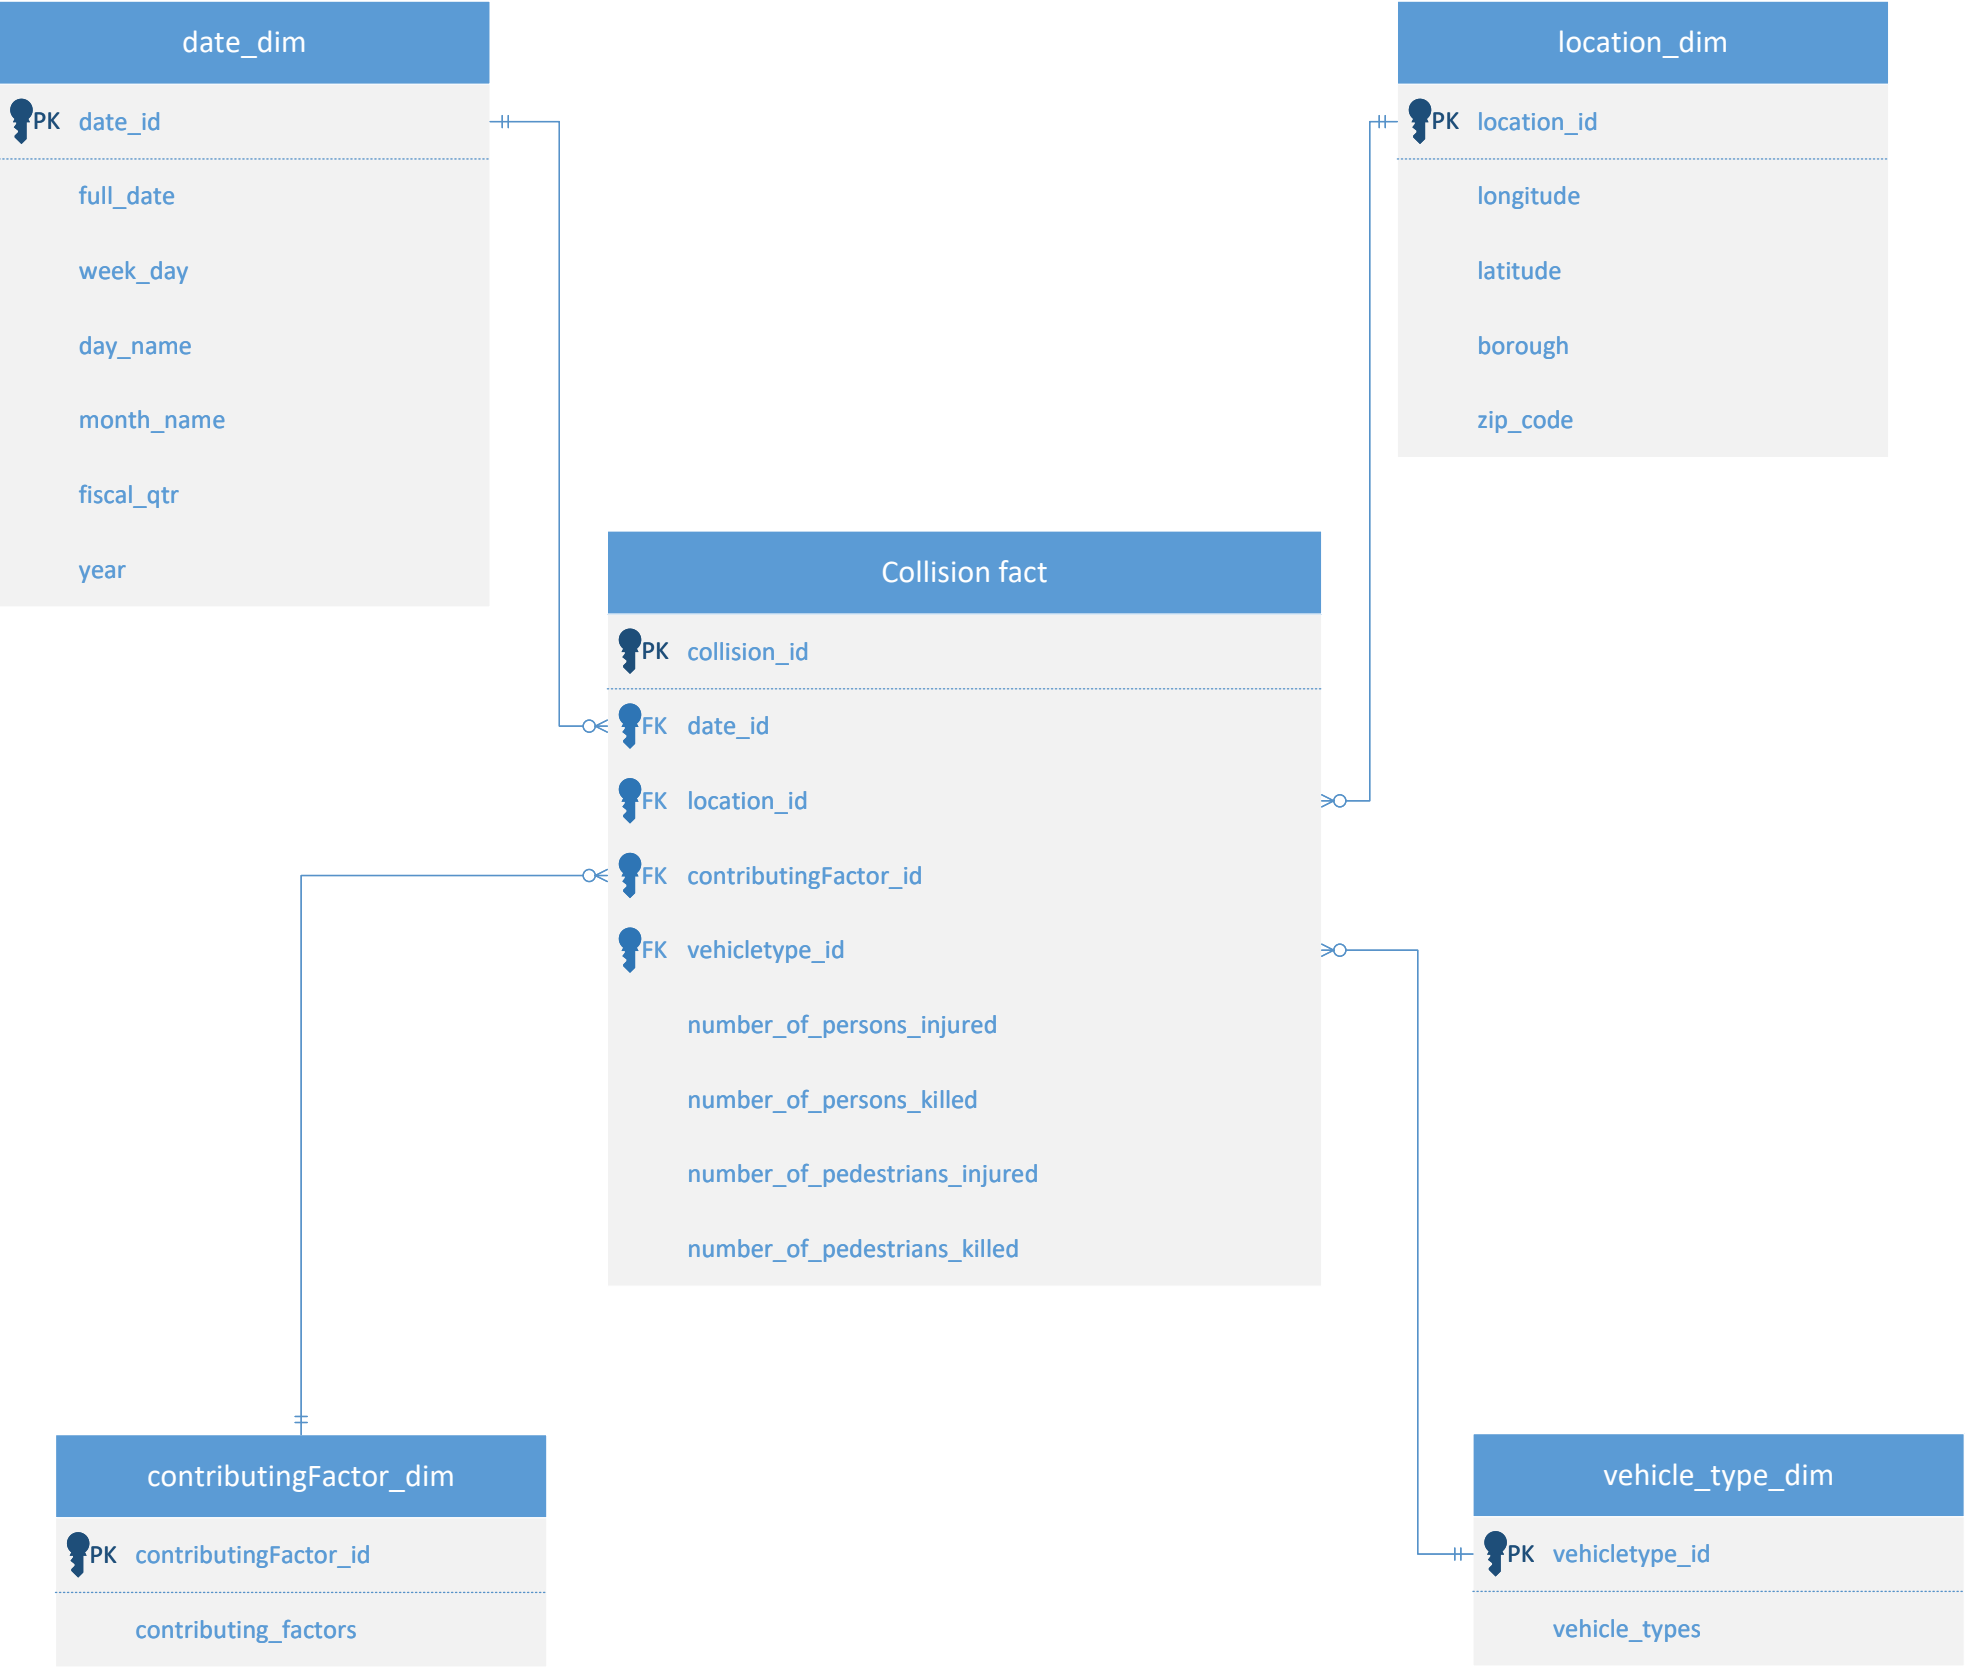 date_dim
PK date_id
full_date
week_day
day_name
month_name
fiscal_qtr
year
location_dim
PK location_id
longitude
latitude
borough
zip_code
Collision fact
PK collision_id
FK date_id
FK location_id
FK contributingFactor_id
FK vehicletype_id
number_of_persons_injured
number_of_persons_killed
number_of_pedestrians_injured
number_of_pedestrians_killed
contributingFactor_dim
PK contributingFactor_id
contributing_factors
vehicle_type_dim
PK vehicletype_id
vehicle_types